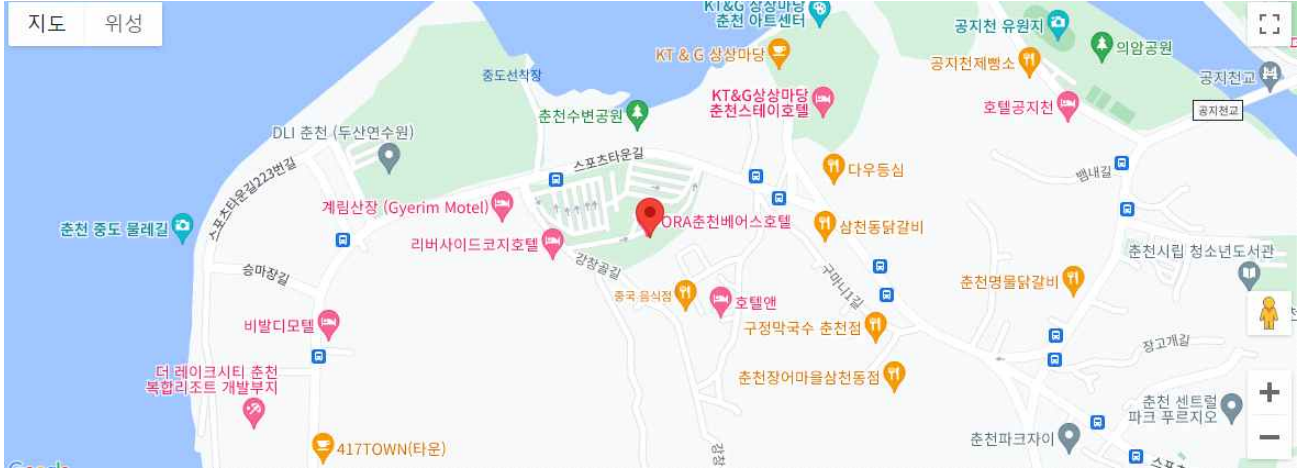 지도 위성
KT&G 상상마당
춘천 아트센터
KT & G 상상마당
공지천 유원지
의암공원
공지천제빵소
공지천교
공지천교
중도선착장
KT&G상상마당
춘천스테이호텔
호텔공지천
춘천수변공원
DLI 춘천 (두산연수원)
스포츠타운길
스포츠타운길223번길
다우등심
뱀내길
계림산장 (Gyerim Motel)
ORA춘천베어스호텔
춘천 중도 물레길
리버사이드코지호텔
삼천동닭갈비
춘천시립 청소년도서관
강창골길
승마장길
구마니1길
춘천명물닭갈비
중국 음식점
호텔앤
비발디모텔
구정막국수 춘천점
장고개길
더 레이크시티 춘천
복합리조트 개발부지
춘천장어마을삼천동점
춘천 센트럴
파크 푸르지오
춘천파크자이
417TOWN(타운)
강창